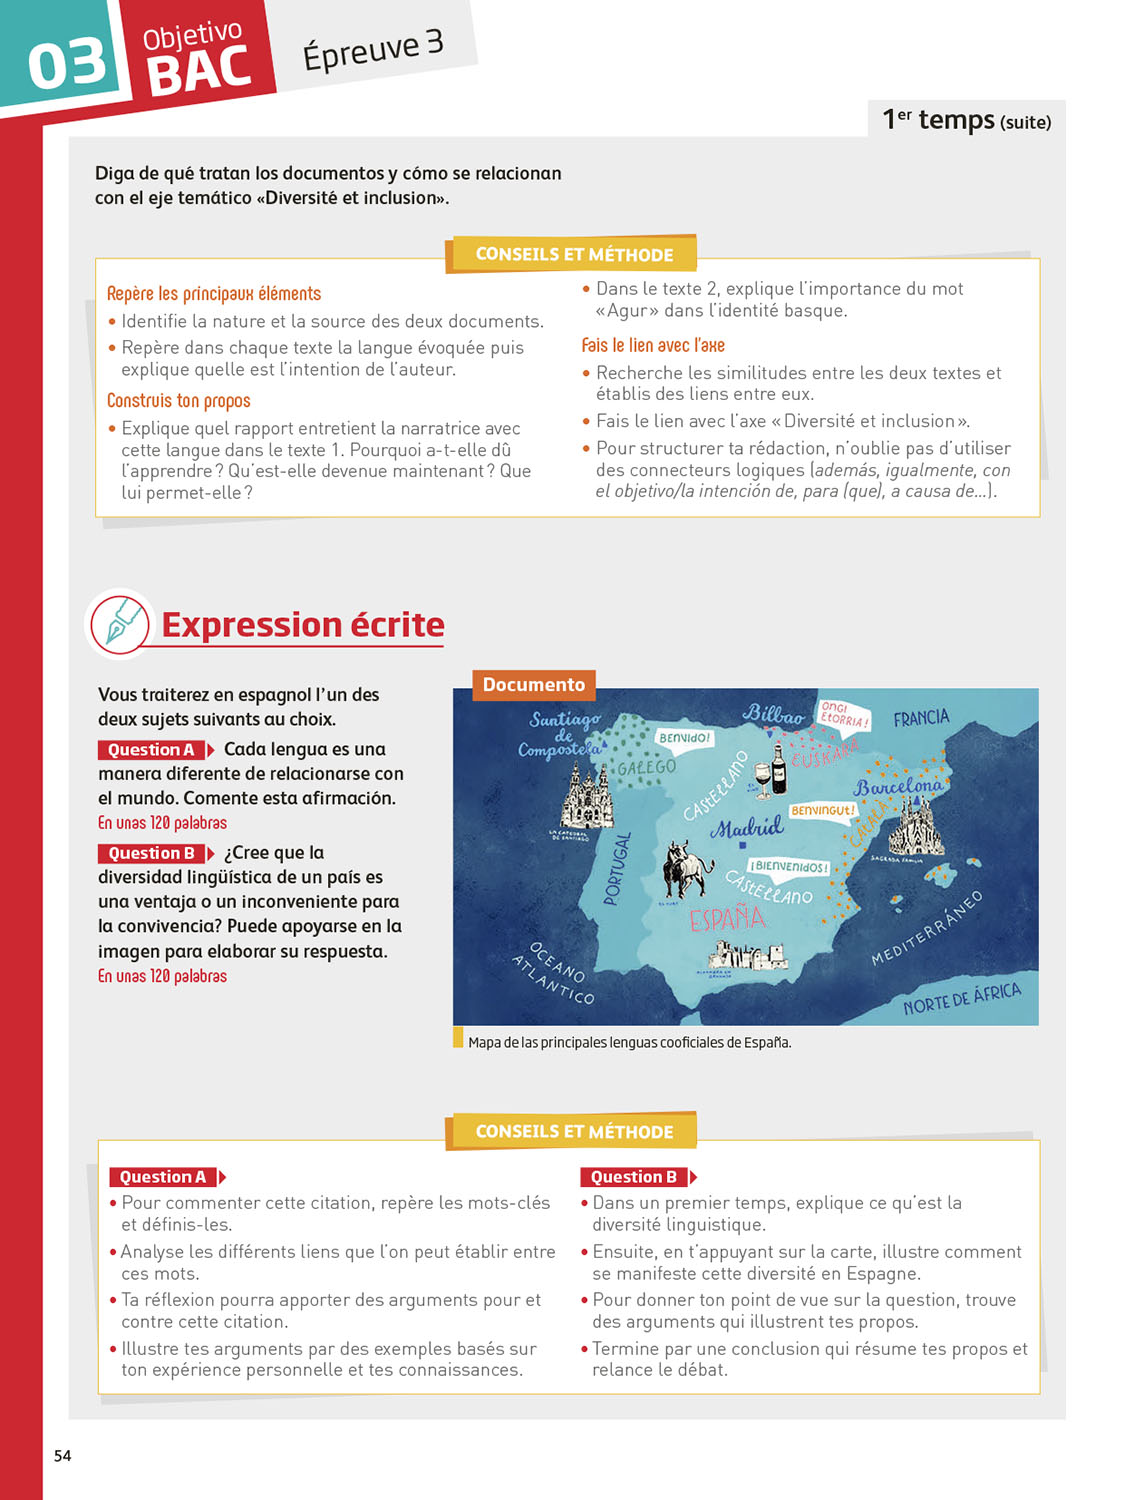 03
Objetivo
BAC
Épreuve 3
1er temps (suite)
Diga de qué tratan los documentos y cómo se relacionan
con el eje temático «Diversité et inclusion».
CONSEILS ET MÉTHODE
Repère les principaux éléments
• Identifie la nature et la source des deux documents.
• Repère dans chaque texte la langue évoquée puis
explique quelle est l'intention de l'auteur.
Construis ton propos
• Explique quel rapport entretient la narratrice avec
cette langue dans le texte 1. Pourquoi a-t-elle dû
l'apprendre ? Qu'est-elle devenue maintenant ? Que
lui permet-elle ?
• Dans le texte 2, explique l'importance du mot
« Agur » dans l'identité basque.
Fais le lien avec l'axe
• Recherche les similitudes entre les deux textes et
établis des liens entre eux.
• Fais le lien avec l'axe « Diversité et inclusion ».
• Pour structurer ta rédaction, n'oublie pas d'utiliser
des connecteurs logiques (además, igualmente, con
el objetivo/la intención de, para (que), a causa de...).
Expression écrite
Vous traiterez en espagnol l'un des
deux sujets suivants au choix.
Question A Cada lengua es una
manera diferente de relacionarse con
el mundo. Comente esta afirmación.
En unas 120 palabras
Question B ¿Cree que la
diversidad lingüística de un país es
una ventaja o un inconveniente para
la convivencia? Puede apoyarse en la
imagen para elaborar su respuesta.
En unas 120 palabras
Documento
Santiago
de
Compostela
BENVIDO!
GALEGO
LA CATEDRAL
DE SANTIAGO
PORTUGAL
CASTELLANO
Bilbao
ONGI
ETORRIA!
EUSKARA
EL VINO
FRANCIA
Barcelona
BENVINGUT!
CATALÀ
SAGRADA FAMILIA
Madrid
¡BIENVENIDOS!
CASTELLANO
EL TORO
ESPAÑA
ALHAMBRA EN
GRANADA
OCEANO
ATLANTICO
MEDITERRÁNEO
NORTE DE ÁFRICA
Mapa de las principales lenguas cooficiales de España.
CONSEILS ET MÉTHODE
Question A
• Pour commenter cette citation, repère les mots-clés
et définis-les.
• Analyse les différents liens que l'on peut établir entre
ces mots.
• Ta réflexion pourra apporter des arguments pour et
contre cette citation.
• Illustre tes arguments par des exemples basés sur
ton expérience personnelle et tes connaissances.
Question B
• Dans un premier temps, explique ce qu'est la
diversité linguistique.
• Ensuite, en t'appuyant sur la carte, illustre comment
se manifeste cette diversité en Espagne.
• Pour donner ton point de vue sur la question, trouve
des arguments qui illustrent tes propos.
• Termine par une conclusion qui résume tes propos et
relance le débat.
54